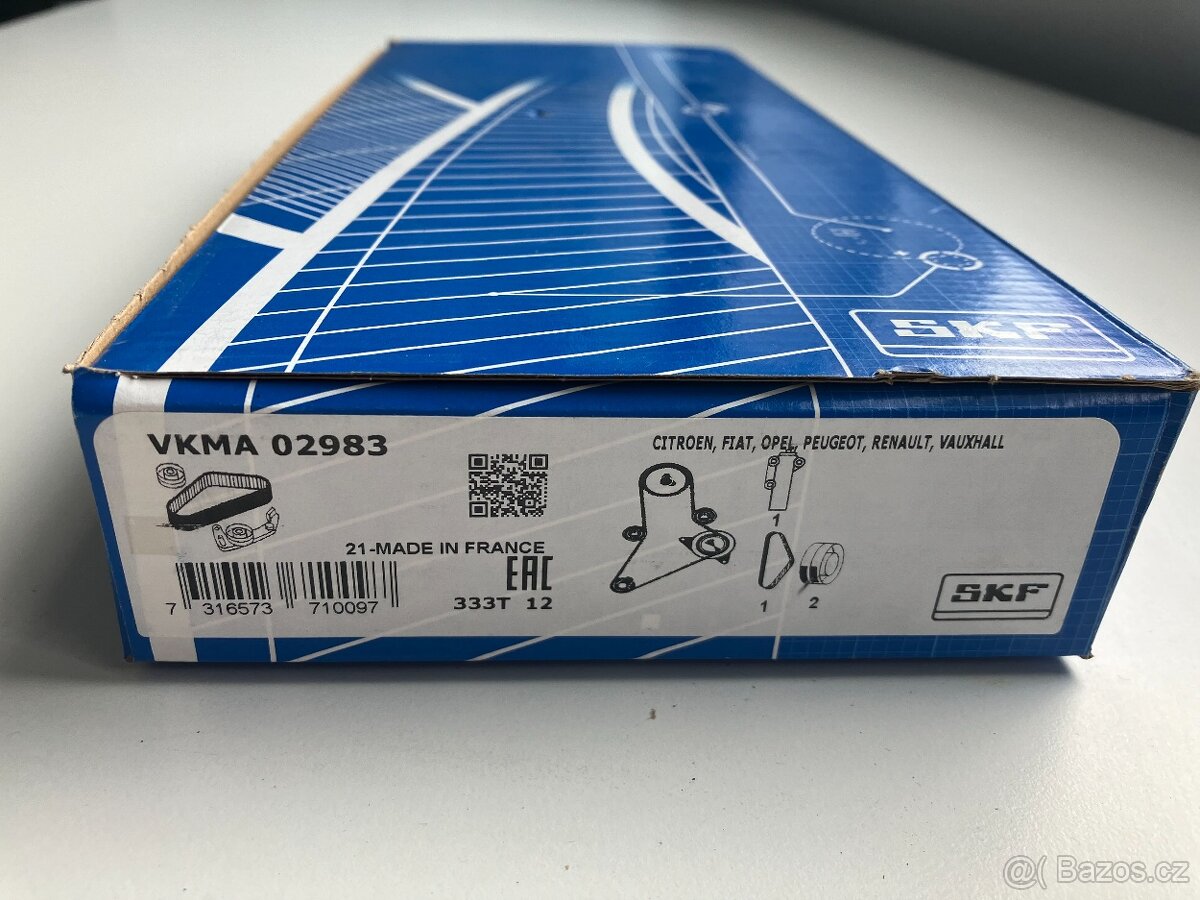 SKF
VKMA 02983
CITROEN, FIAT, OPEL, PEUGEOT, RENAULT, VAUXHALL
1
21-MADE IN FRANCE
EAC
7 316573 710097
333T 12
1
2
SKF
@( Bazos.cz